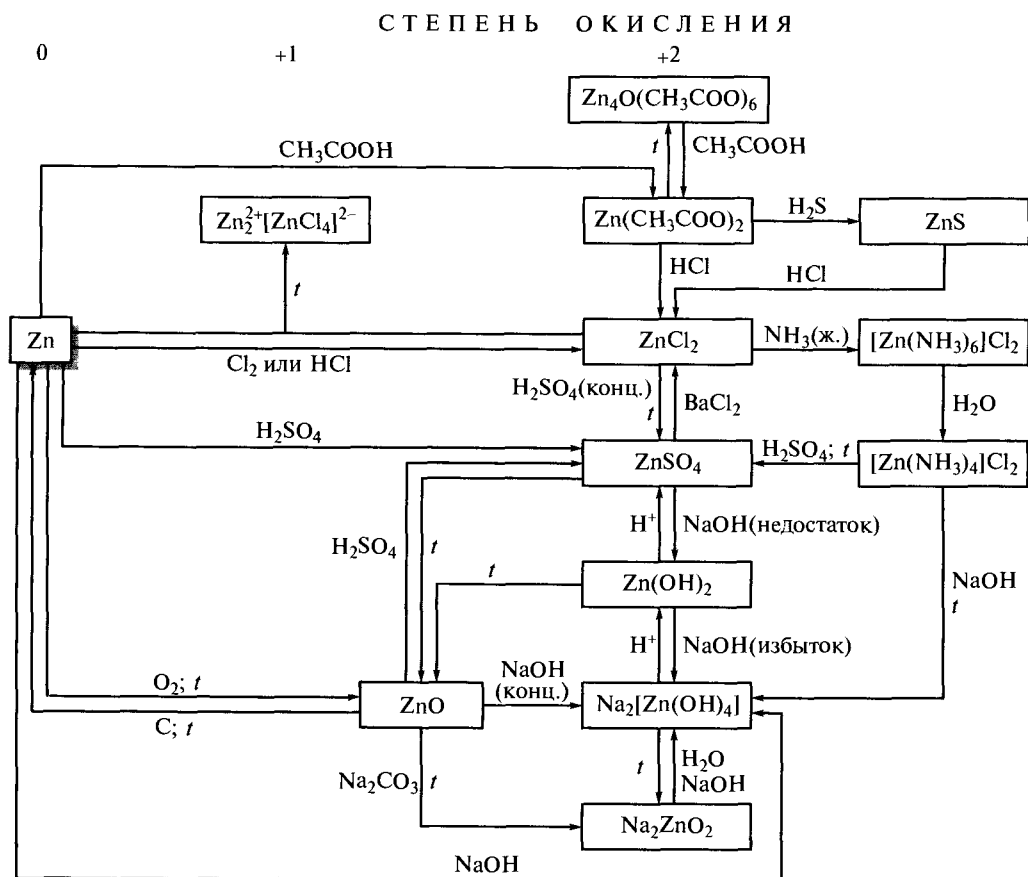 СТЕПЕНЬ ОКИСЛЕНИЯ
0 +1 +2
Zn₄O(CH₃COO)₆
CH₃COOH
t
CH₃COOH
Zn₂²⁺[ZnCl₄]²⁻
Zn(CH₃COO)₂
H₂S
ZnS
t
HCl
HCl
Zn
ZnCl₂
NH₃(ж.)
[Zn(NH₃)₆]Cl₂
Cl₂ или HCl
H₂SO₄(конц.)
t
BaCl₂
H₂O
H₂SO₄
ZnSO₄
H₂SO₄; t
[Zn(NH₃)₄]Cl₂
H₂SO₄
t
H⁺
NaOH(недостаток)
t
Zn(OH)₂
NaOH
t
H⁺
NaOH(избыток)
O₂; t
C; t
ZnO
NaOH
(конц.)
Na₂[Zn(OH)₄]
Na₂CO₃
t
t
H₂O
NaOH
Na₂ZnO₂
NaOH